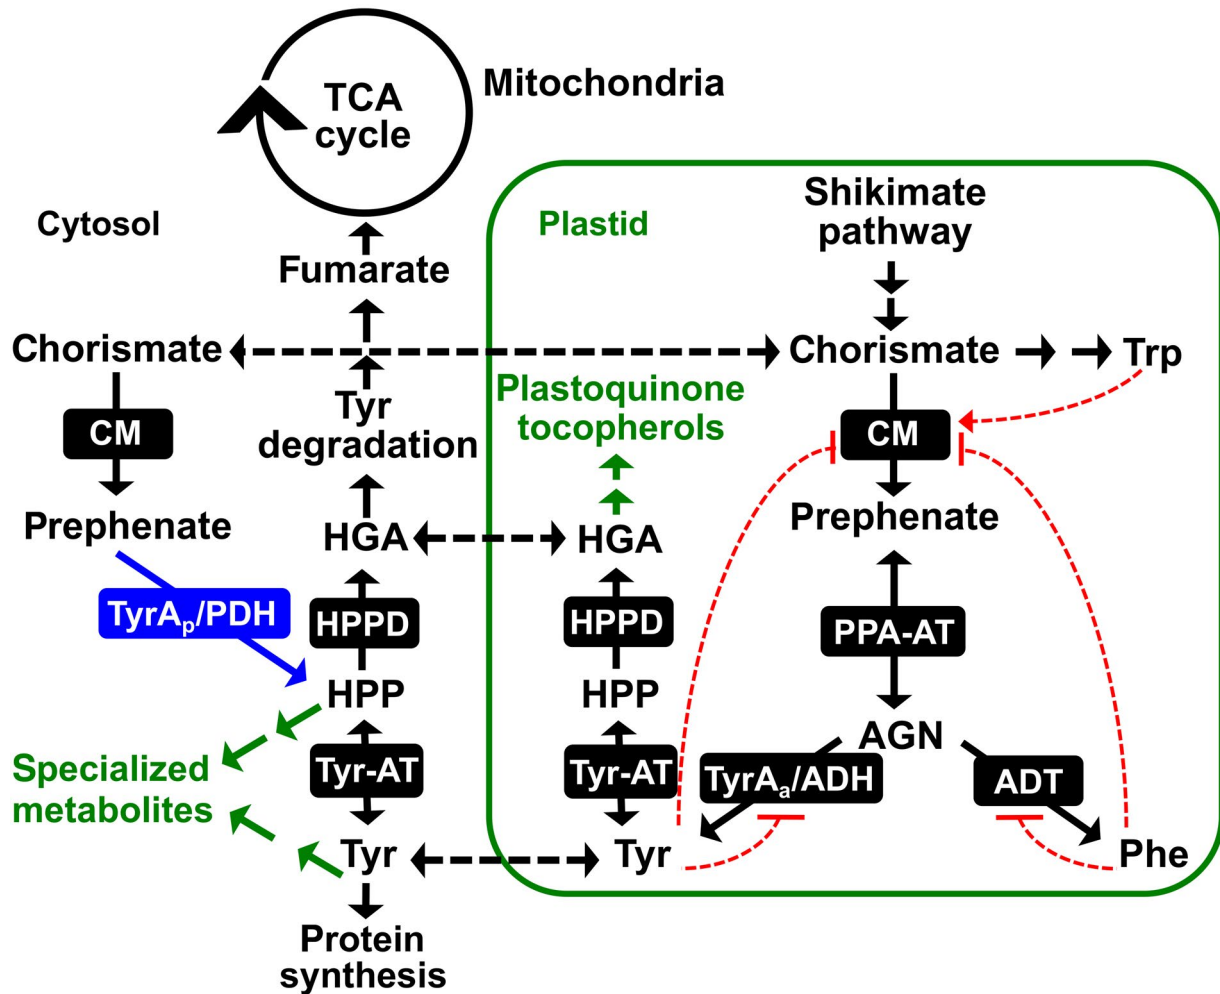 TCA
cycle
Mitochondria
Cytosol
Plastid
Shikimate
pathway
Fumarate
Chorismate
Chorismate
Trp
Tyr
degradation
Plastoquinone
tocopherols
CM
CM
Prephenate
HGA
HGA
Prephenate
TyrAp/PDH
HPPD
HPPD
PPA-AT
HPP
HPP
AGN
Specialized
metabolites
Tyr-AT
Tyr-AT
TyrAa/ADH
ADT
Tyr
Tyr
Phe
Protein
synthesis